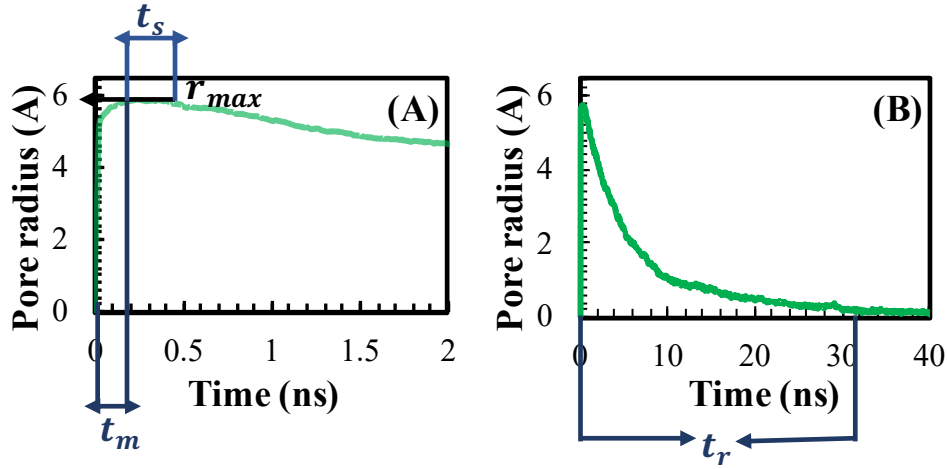 t_s
6
4
2
0
Pore radius (A)
r_max
(A)
0 0.5 1 1.5 2
Time (ns)
t_m
6
4
2
0
Pore radius (A)
(B)
0 10 20 30 40
Time (ns)
t_r